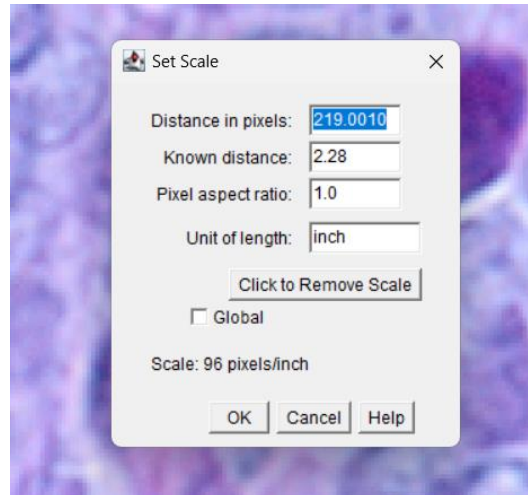 Set Scale
Distance in pixels: 219.0010
Known distance: 2.28
Pixel aspect ratio: 1.0
Unit of length: inch
Click to Remove Scale
Global
Scale: 96 pixels/inch
OK Cancel Help